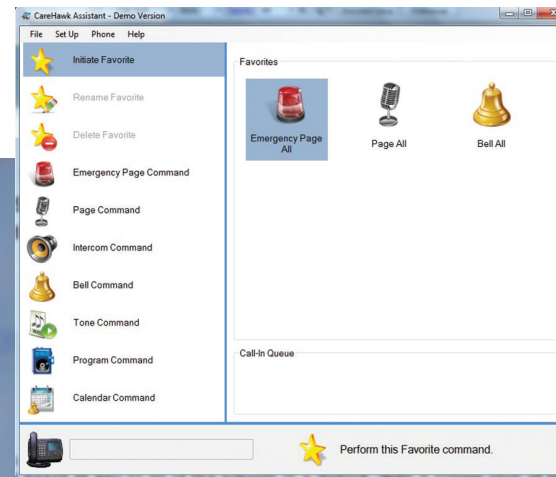 CareHawk Assistant - Demo Version
File Set Up Phone Help
Initiate Favorite
Rename Favorite
Delete Favorite
Emergency Page Command
Page Command
Intercom Command
Bell Command
Tone Command
Program Command
Calendar Command
Favorites
Emergency Page
All
Page All
Bell All
Call-In Queue
Perform this Favorite command.